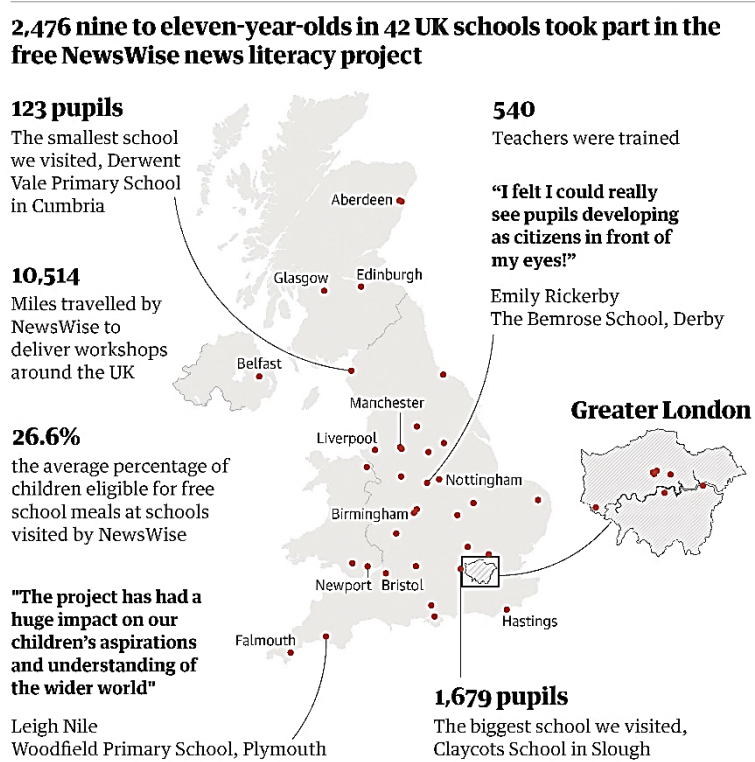 2,476 nine to eleven-year-olds in 42 UK schools took part in the
free NewsWise news literacy project
123 pupils
The smallest school
we visited, Derwent
Vale Primary School
in Cumbria
10,514
Miles travelled by
NewsWise to
deliver workshops
around the UK
26.6%
the average percentage of
children eligible for free
school meals at schools
visited by NewsWise
"The project has had a
huge impact on our
children's aspirations
and understanding of
the wider world"
Leigh Nile
Woodfield Primary School, Plymouth
Aberdeen
Glasgow
Edinburgh
Belfast
Manchester
Liverpool
Nottingham
Birmingham
Newport
Bristol
Hastings
Falmouth
540
Teachers were trained
“I felt I could really
see pupils developing
as citizens in front of
my eyes!”
Emily Rickerby
The Bemrose School, Derby
Greater London
1,679 pupils
The biggest school we visited,
Claycots School in Slough